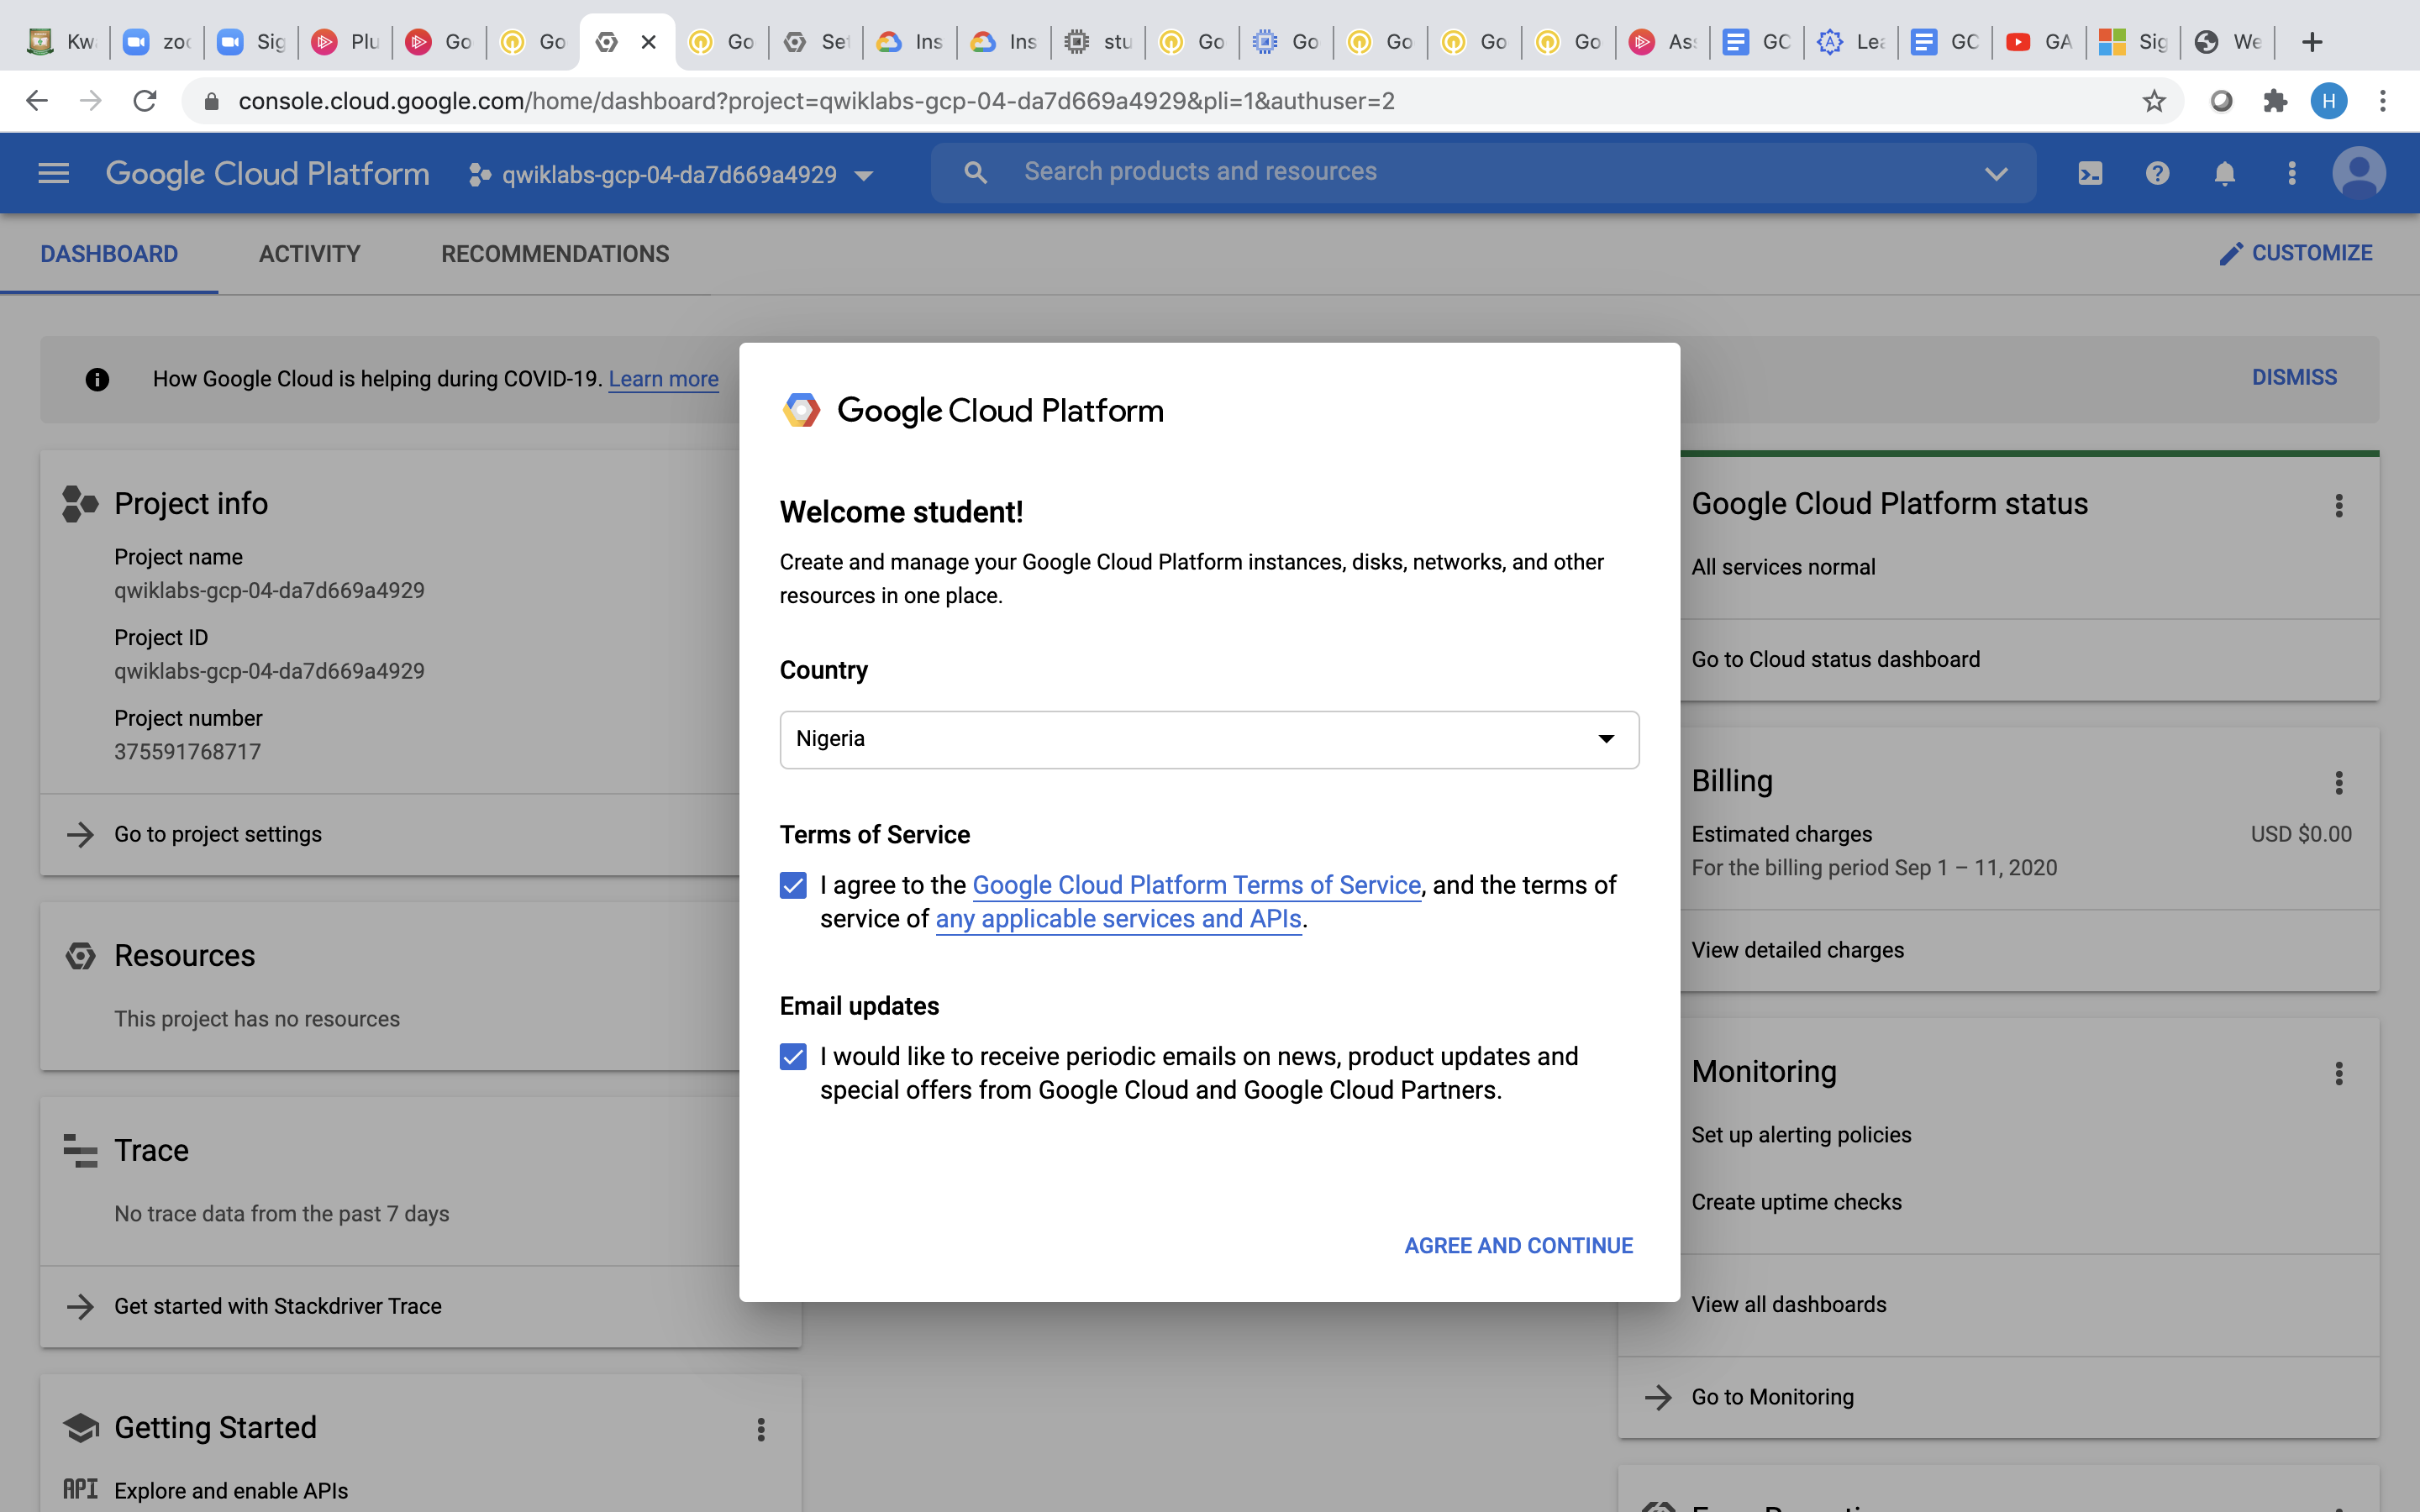 Kw
zoo
Sig
Plu
Go
Go
Go
Set
Ins
Ins
stu
Go
Go
Go
Go
Go
Ass
GC
Lea
GC
GA
Sig
We
console.cloud.google.com/home/dashboard?project=qwiklabs-gcp-04-da7d669a4929&pli=1&authuser=2
H
Google Cloud Platform
qwiklabs-gcp-04-da7d669a4929
Search products and resources
DASHBOARD
ACTIVITY
RECOMMENDATIONS
CUSTOMIZE
How Google Cloud is helping during COVID-19. Learn more
DISMISS
Project info
Project name
qwiklabs-gcp-04-da7d669a4929
Project ID
qwiklabs-gcp-04-da7d669a4929
Project number
375591768717
Go to project settings
Resources
This project has no resources
Trace
No trace data from the past 7 days
Get started with Stackdriver Trace
Getting Started
API
Explore and enable APIs
Google Cloud Platform
Welcome student!
Create and manage your Google Cloud Platform instances, disks, networks, and other
resources in one place.
Country
Nigeria
Terms of Service
I agree to the Google Cloud Platform Terms of Service, and the terms of
service of any applicable services and APIs.
Email updates
I would like to receive periodic emails on news, product updates and
special offers from Google Cloud and Google Cloud Partners.
AGREE AND CONTINUE
Google Cloud Platform status
All services normal
Go to Cloud status dashboard
Billing
Estimated charges
USD $0.00
For the billing period Sep 1 – 11, 2020
View detailed charges
Monitoring
Set up alerting policies
Create uptime checks
View all dashboards
Go to Monitoring